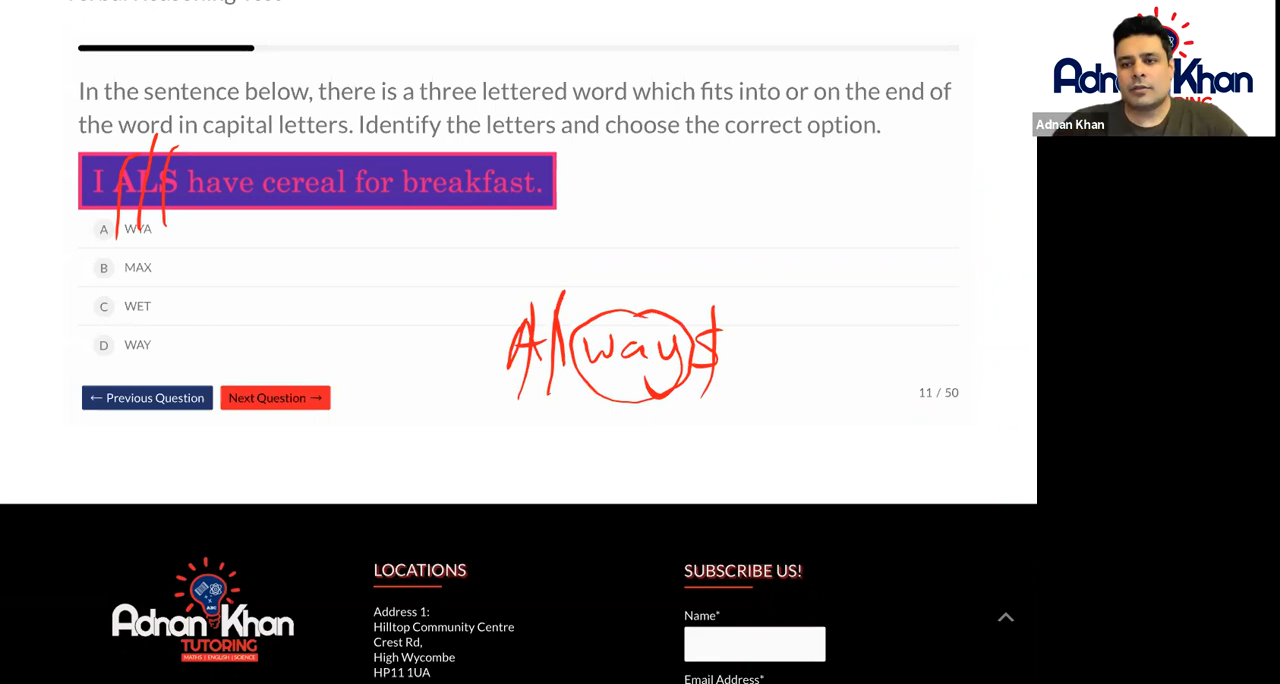 In the sentence below, there is a three lettered word which fits into or on the end of
the word in capital letters. Identify the letters and choose the correct option.
I ALS have cereal for breakfast.
A WYA
B MAX
C WET
D WAY
Always
← Previous Question
Next Question →
11 / 50
Adnan Khan
Adnan Khan
TUTORING
MATHS | ENGLISH | SCIENCE
LOCATIONS
Address 1:
Hilltop Community Centre
Crest Rd,
High Wycombe
HP11 1UA
SUBSCRIBE US!
Name*
Email Address*